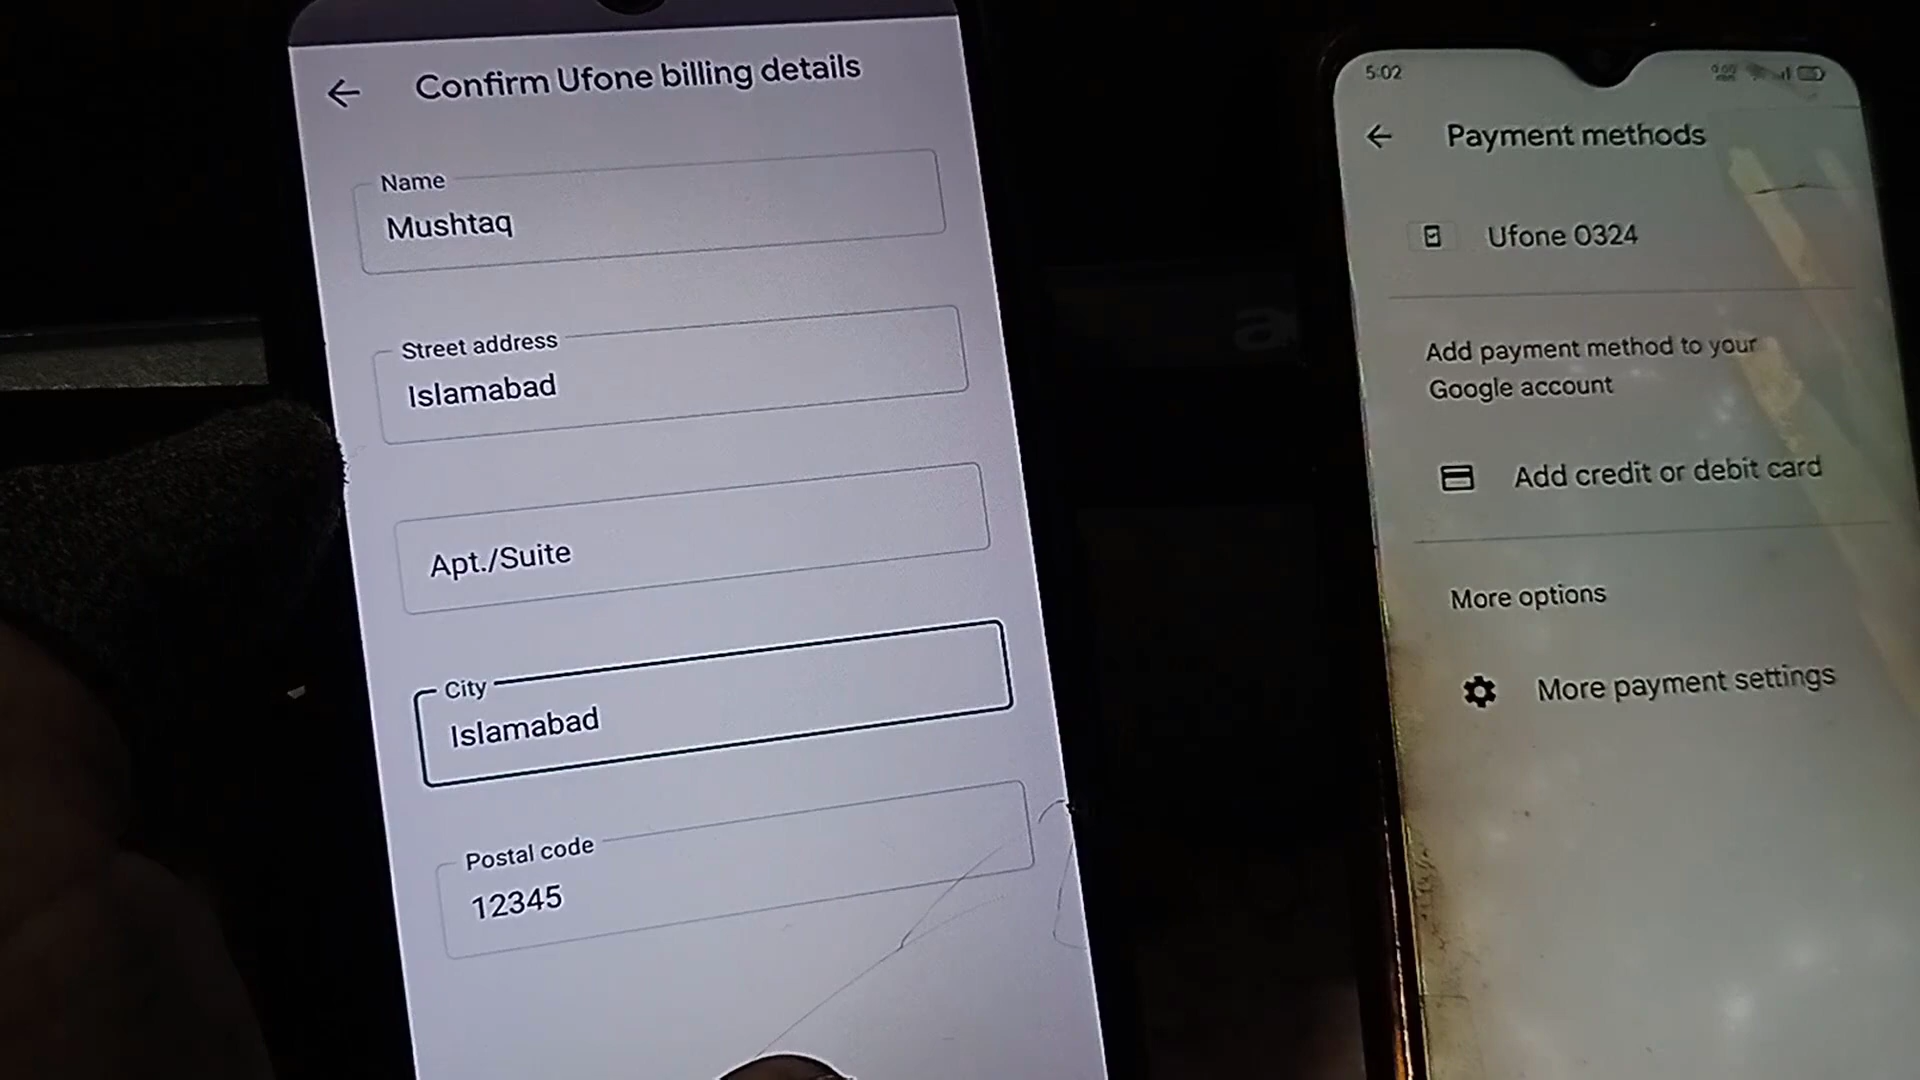 Confirm Ufone billing details
Name
Mushtaq
Street address
Islamabad
Apt./Suite
City
Islamabad
Postal code
12345
a
5:02
Payment methods
Ufone 0324
Add payment method to your
Google account
Add credit or debit card
More options
More payment settings